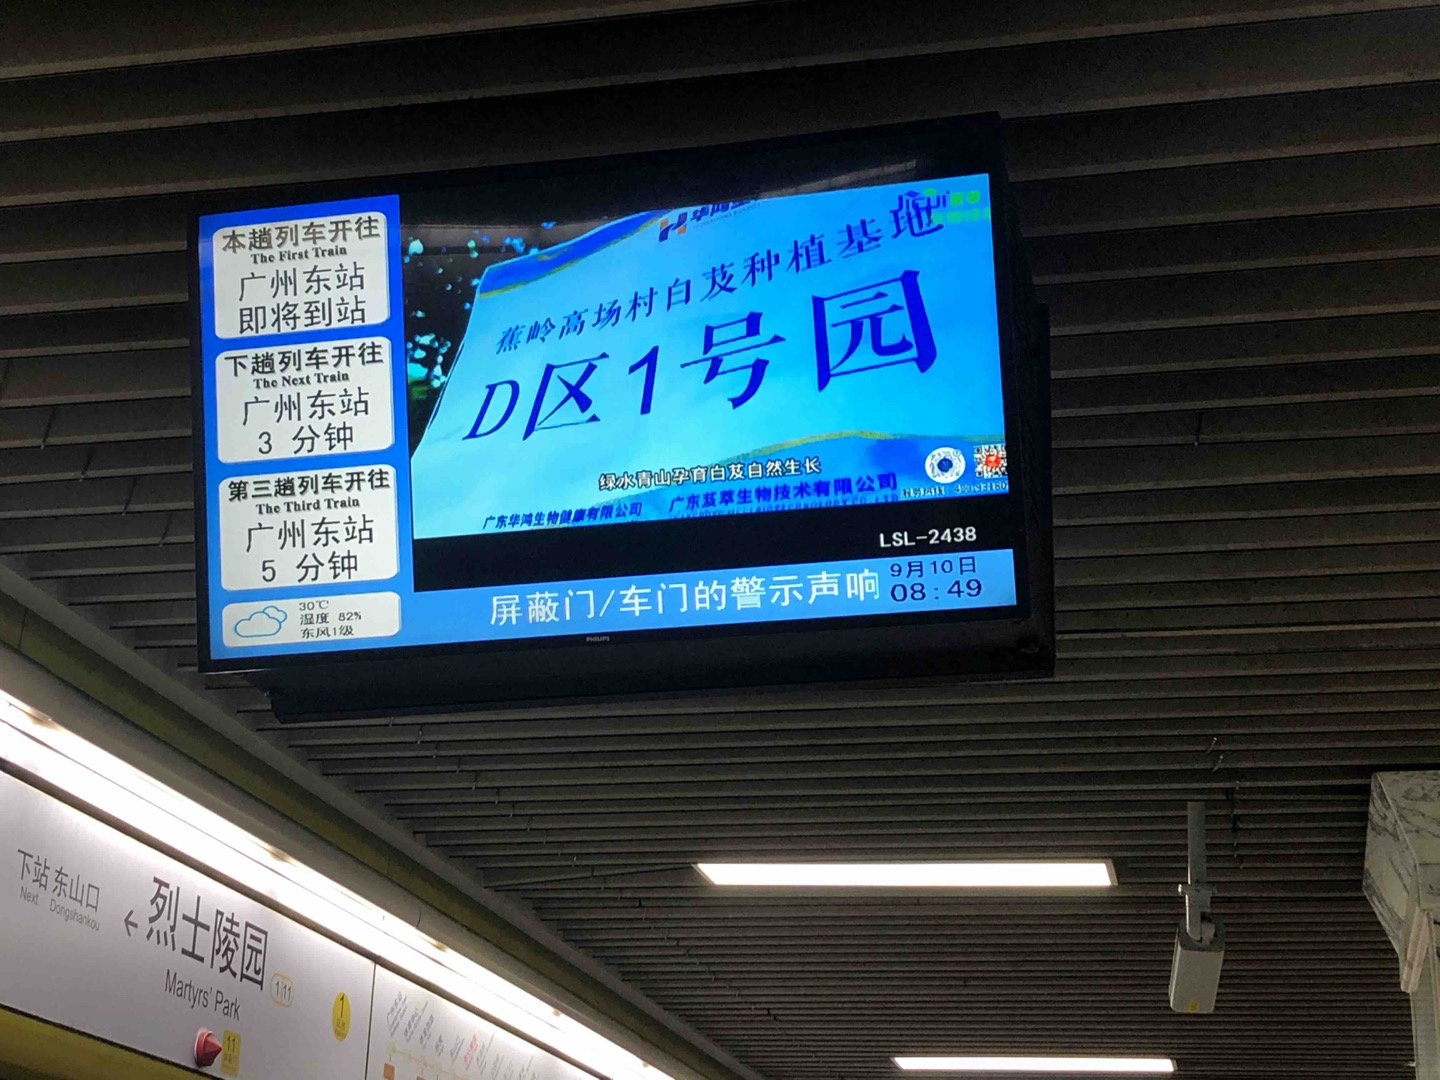 本趟列车开往
The First Train
广州东站
即将到站
下趟列车开往
The Next Train
广州东站
3 分钟
第三趟列车开往
The Third Train
广州东站
5 分钟
30℃
湿度 82%
东风1级
蕉岭高场村白芨种植基地
D区1号园
绿水青山孕育白芨自然生长
广东华鸿生物健康有限公司
广东芨萃生物技术有限公司
LSL-2438
屏蔽门/车门的警示声响
9月10日
08:49
PHILIPS
下站 东山口
Next Dongshankou
←
烈士陵园
Martyrs' Park
1/11
1
11